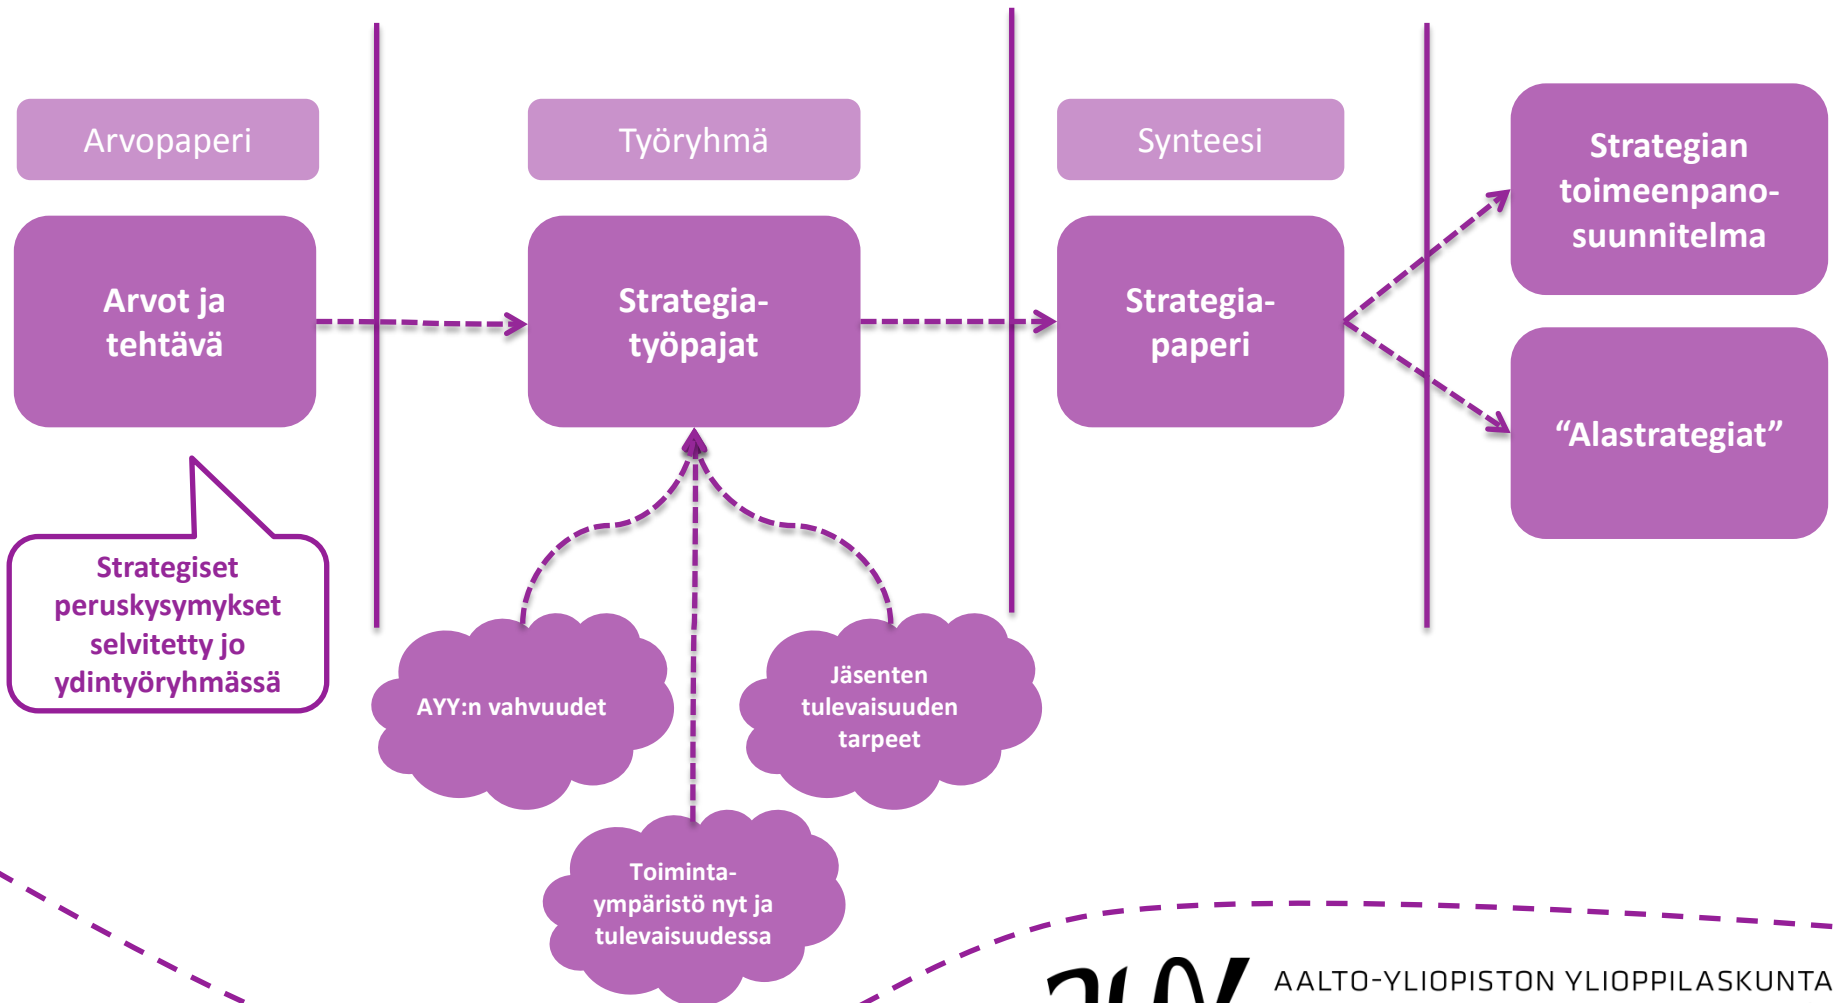 Arvopaperi
Työryhmä
Synteesi
Arvot ja
tehtävä
Strategia-
työpajat
Strategia-
paperi
Strategian
toimeenpano-
suunnitelma
“Alastrategiat”
Strategiset
peruskysymykset
selvitetty jo
ydintyöryhmässä
AYY:n vahvuudet
Jäsenten
tulevaisuuden
tarpeet
Toiminta-
ympäristö nyt ja
tulevaisuudessa
AALTO-YLIOPISTON YLIOPPILASKUNTA